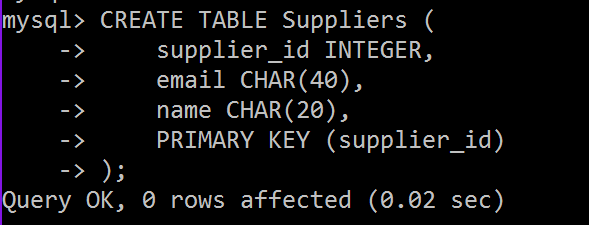 mysql> CREATE TABLE Suppliers (
    ->     supplier_id INTEGER,
    ->     email CHAR(40),
    ->     name CHAR(20),
    ->     PRIMARY KEY (supplier_id)
    -> );
Query OK, 0 rows affected (0.02 sec)